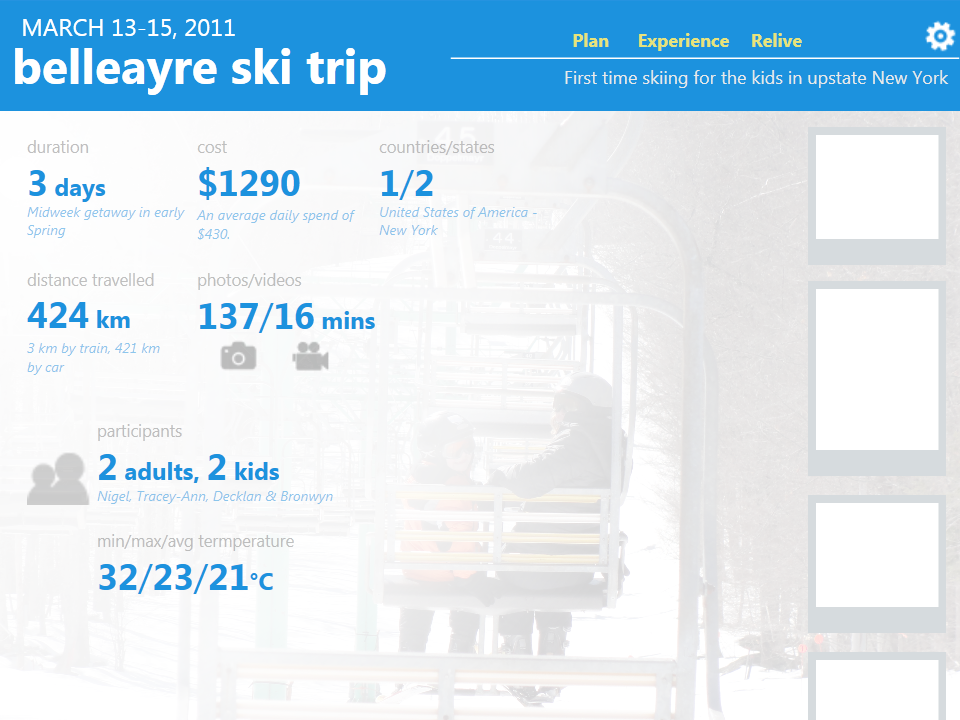 MARCH 13-15, 2011
belleayre ski trip
Plan Experience Relive
First time skiing for the kids in upstate New York
duration
3 days
Midweek getaway in early
Spring
cost
$1290
An average daily spend of
$430.
countries/states
1/2
United States of America -
New York
distance travelled
424 km
3 km by train, 421 km
by car
photos/videos
137/16 mins
participants
2 adults, 2 kids
Nigel, Tracey-Ann, Decklan & Bronwyn
min/max/avg termperature
32/23/21°C
45
44